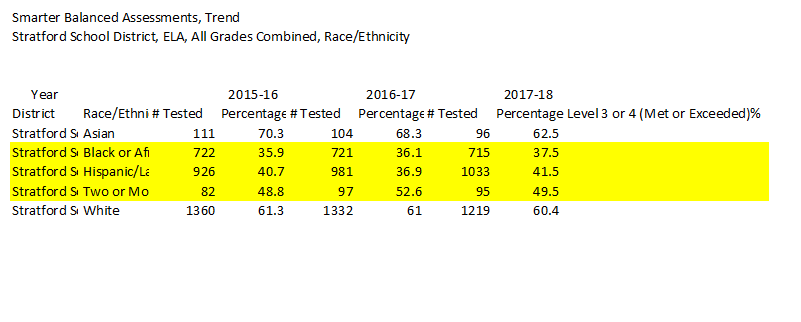 Smarter Balanced Assessments, Trend
Stratford School District, ELA, All Grades Combined, Race/Ethnicity
Year 2015-16 2016-17 2017-18
District Race/Ethni # Tested Percentage # Tested Percentage # Tested Percentage Level 3 or 4 (Met or Exceeded)%
Stratford Sc Asian 111 70.3 104 68.3 96 62.5
Stratford Sc Black or Afi 722 35.9 721 36.1 715 37.5
Stratford Sc Hispanic/La 926 40.7 981 36.9 1033 41.5
Stratford Sc Two or Mo 82 48.8 97 52.6 95 49.5
Stratford Sc White 1360 61.3 1332 61 1219 60.4